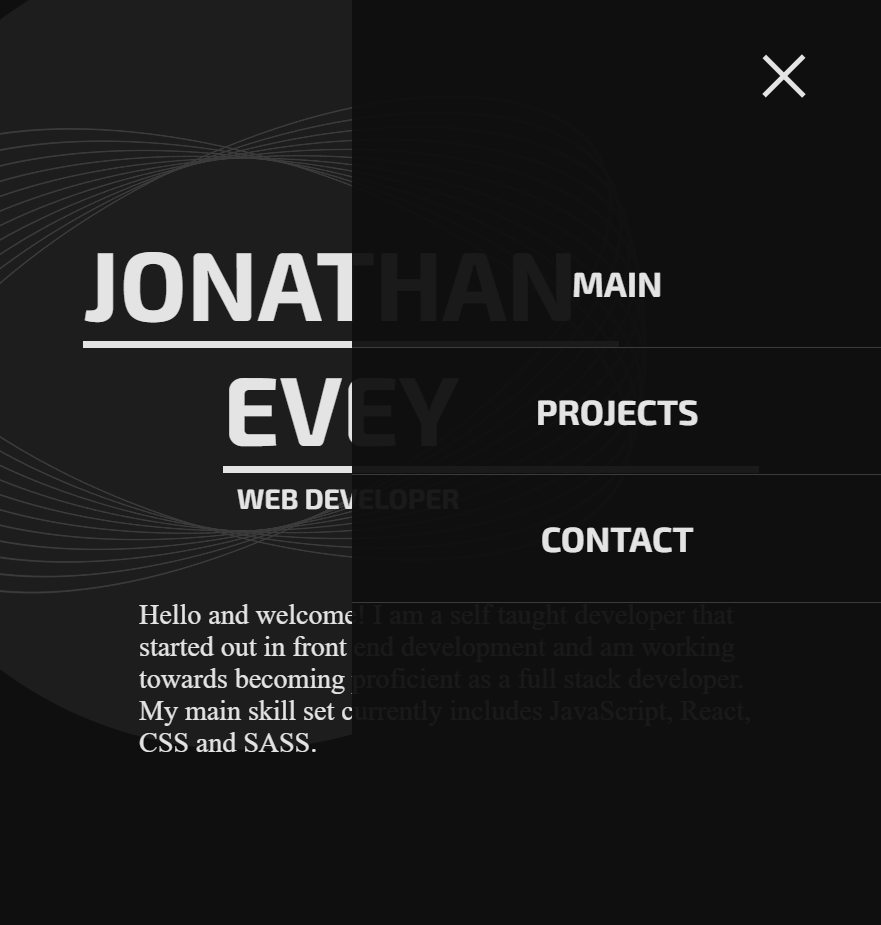 JONATHAN
EVEY
WEB DEVELOPER
Hello and welcome! I am a self taught developer that
started out in front end development and am working
towards becoming proficient as a full stack developer.
My main skill set currently includes JavaScript, React,
CSS and SASS.
MAIN
PROJECTS
CONTACT